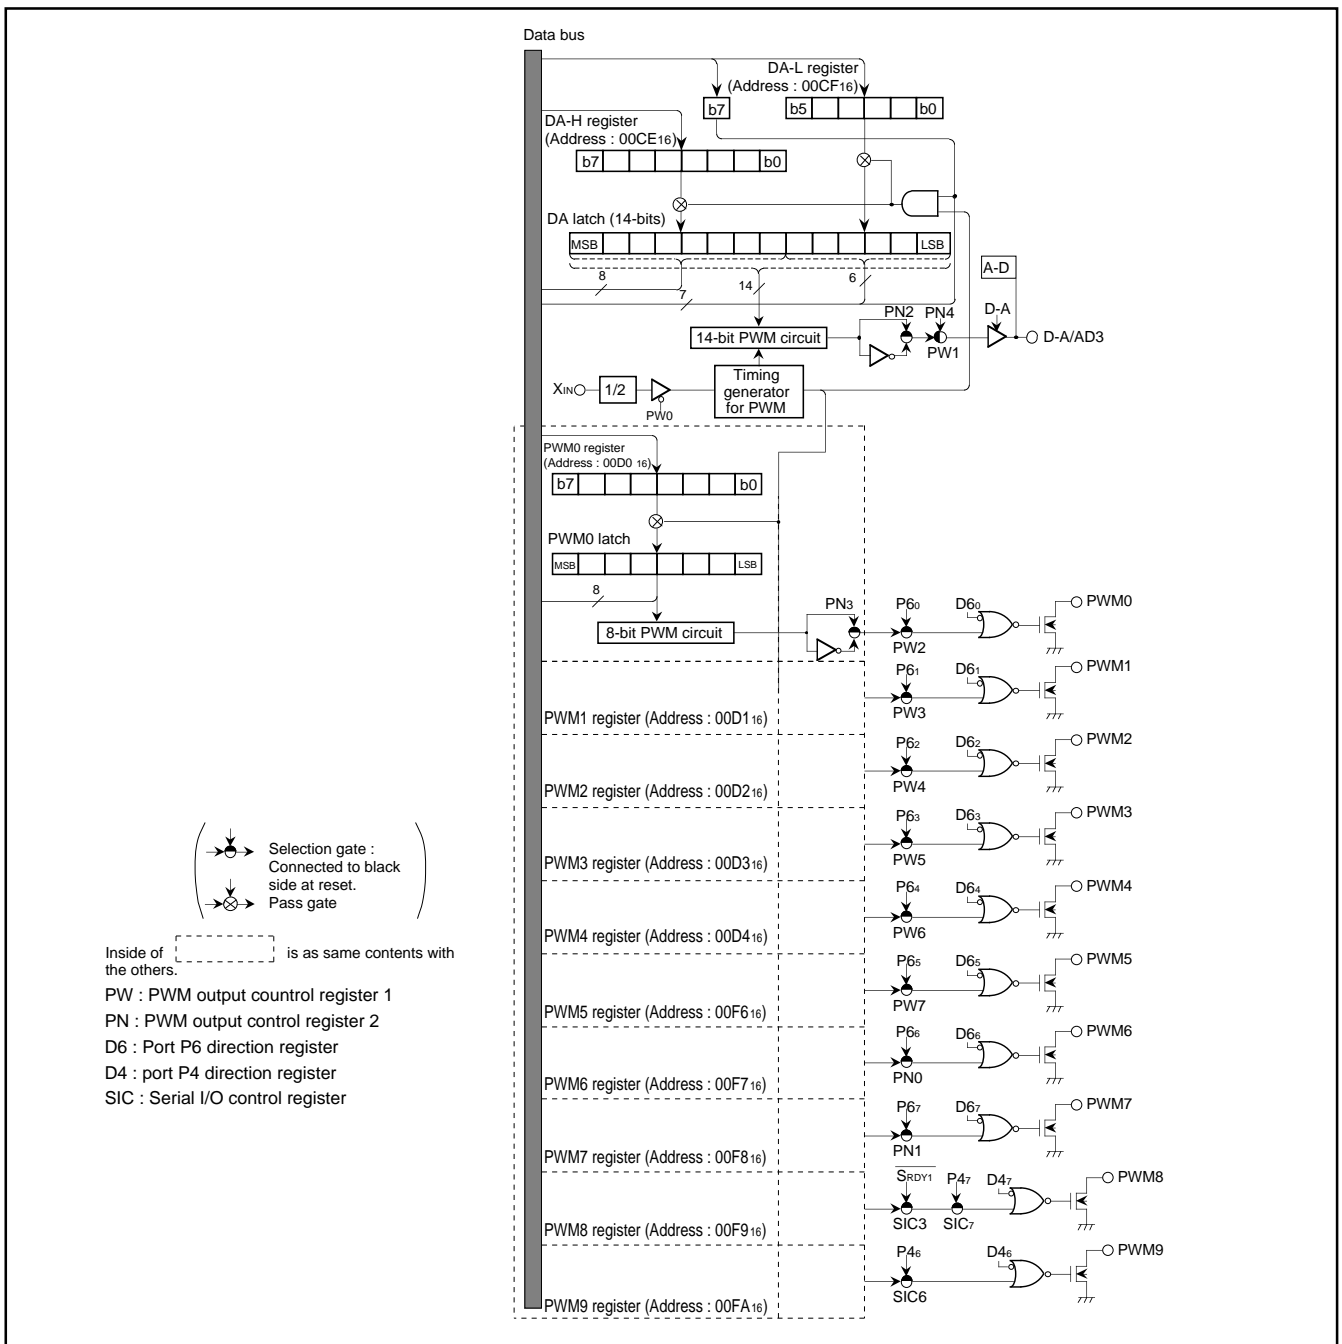 Data bus
DA-L register
(Address : 00CF16)
b7
b5 b0
DA-H register
(Address : 00CE16)
b7 b0
DA latch (14-bits)
MSB LSB
8
14
6
7
A-D
D-A
PN2 PN4
14-bit PWM circuit
PW1
D-A/AD3
XIN
1/2
PW0
Timing
generator
for PWM
PWM0 register
(Address : 00D0 16)
b7 b0
PWM0 latch
MSB LSB
8
8-bit PWM circuit
PN3
P60
PW2
D60
PWM0
P61
PW3
D61
PWM1
PWM1 register (Address : 00D116)
P62
PW4
D62
PWM2
PWM2 register (Address : 00D216)
P63
PW5
D63
PWM3
PWM3 register (Address : 00D316)
P64
PW6
D64
PWM4
PWM4 register (Address : 00D416)
P65
PW7
D65
PWM5
PWM5 register (Address : 00F616)
P66
PN0
D66
PWM6
PWM6 register (Address : 00F716)
P67
PN1
D67
PWM7
PWM7 register (Address : 00F816)
SRDY1
SIC3
P47
SIC7
D47
PWM8
PWM8 register (Address : 00F916)
P46
SIC6
D46
PWM9
PWM9 register (Address : 00FA16)
Selection gate :
Connected to black
side at reset.
Pass gate
Inside of is as same contents with
the others.
PW : PWM output countrol register 1
PN : PWM output control register 2
D6 : Port P6 direction register
D4 : port P4 direction register
SIC : Serial I/O control register